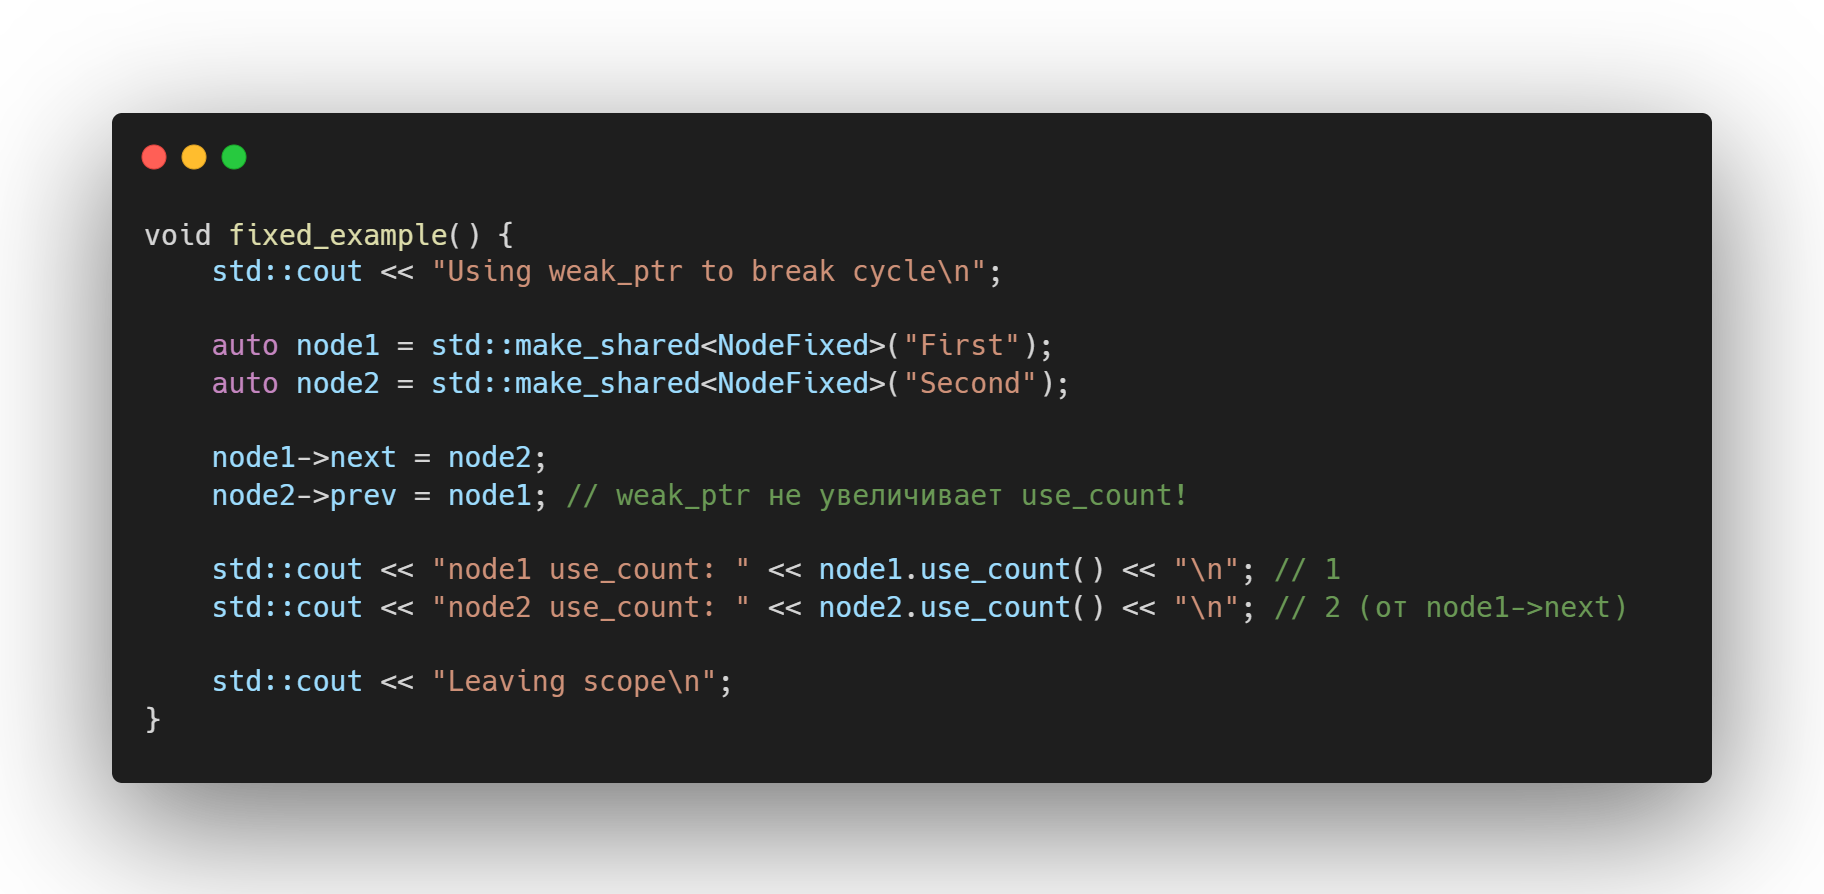 void fixed_example() {
    std::cout << "Using weak_ptr to break cycle\n";
    auto node1 = std::make_shared<NodeFixed>("First");
    auto node2 = std::make_shared<NodeFixed>("Second");
    node1->next = node2;
    node2->prev = node1; // weak_ptr не увеличивает use_count!
    std::cout << "node1 use_count: " << node1.use_count() << "\n"; // 1
    std::cout << "node2 use_count: " << node2.use_count() << "\n"; // 2 (от node1->next)
    std::cout << "Leaving scope\n";
}